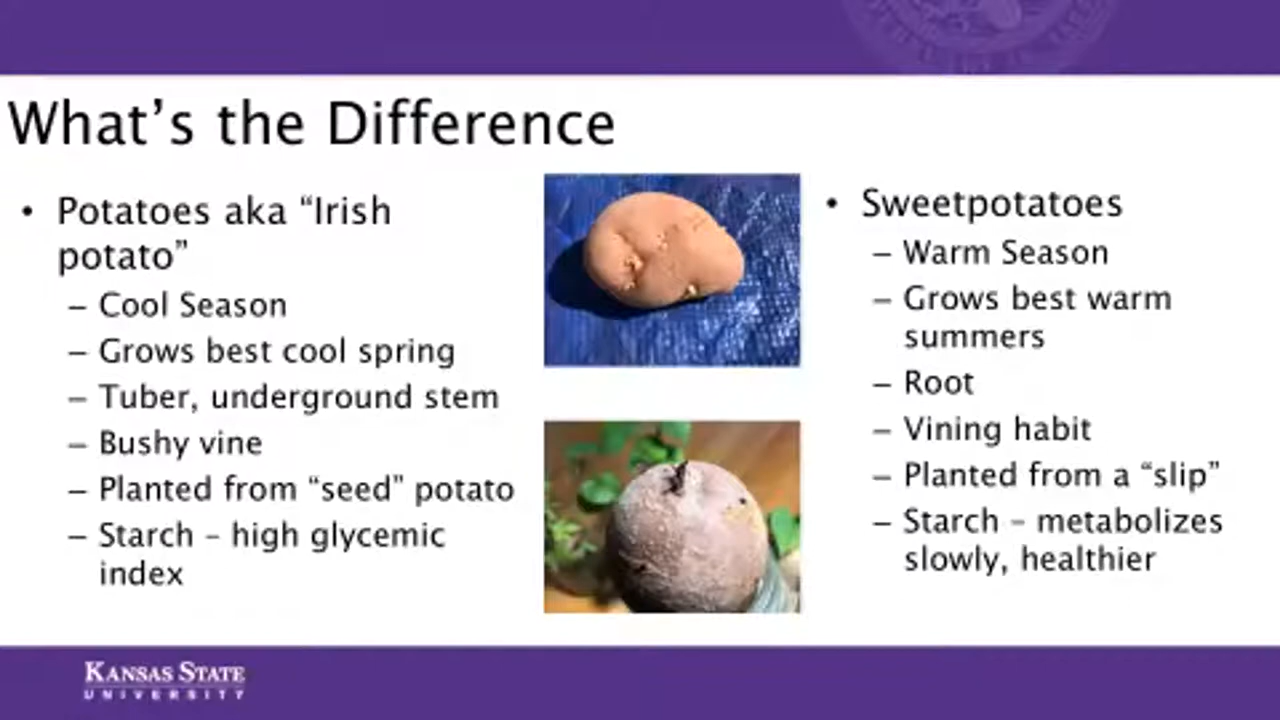 What’s the Difference
• Potatoes aka “Irish
potato”
– Cool Season
– Grows best cool spring
– Tuber, underground stem
– Bushy vine
– Planted from “seed” potato
– Starch – high glycemic
index
• Sweetpotatoes
– Warm Season
– Grows best warm
summers
– Root
– Vining habit
– Planted from a “slip”
– Starch – metabolizes
slowly, healthier
KANSAS STATE
UNIVERSITY